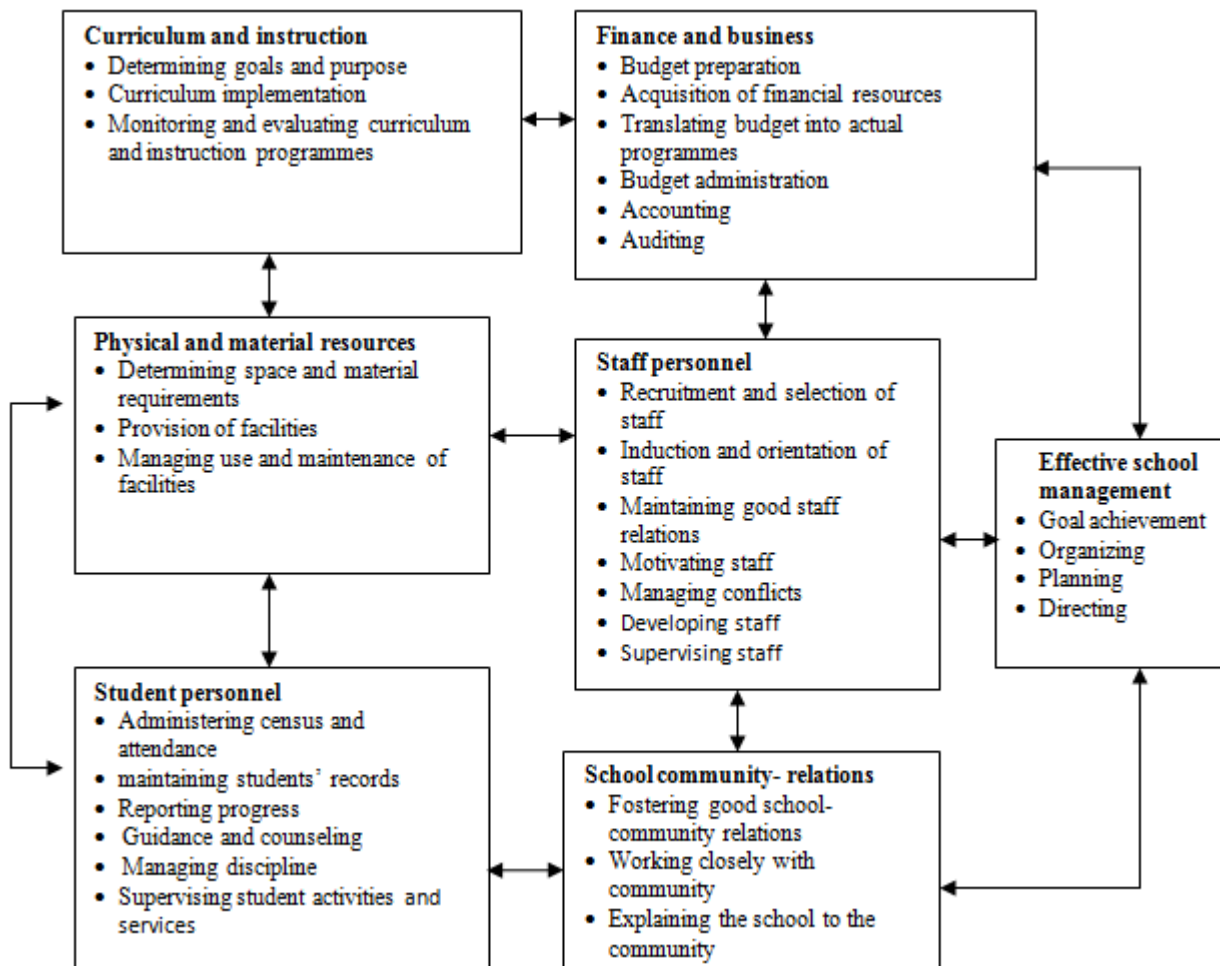 Curriculum and instruction
• Determining goals and purpose
• Curriculum implementation
• Monitoring and evaluating curriculum
and instruction programmes
Finance and business
• Budget preparation
• Acquisition of financial resources
• Translating budget into actual
programmes
• Budget administration
• Accounting
• Auditing
Physical and material resources
• Determining space and material
requirements
• Provision of facilities
• Managing use and maintenance of
facilities
Staff personnel
• Recruitment and selection of
staff
• Induction and orientation of
staff
• Maintaining good staff
relations
• Motivating staff
• Managing conflicts
• Developing staff
• Supervising staff
Effective school
management
• Goal achievement
• Organizing
• Planning
• Directing
Student personnel
• Administering census and
attendance
• maintaining students’ records
• Reporting progress
• Guidance and counseling
• Managing discipline
• Supervising student activities and
services
School community- relations
• Fostering good school-
community relations
• Working closely with
community
• Explaining the school to the
community